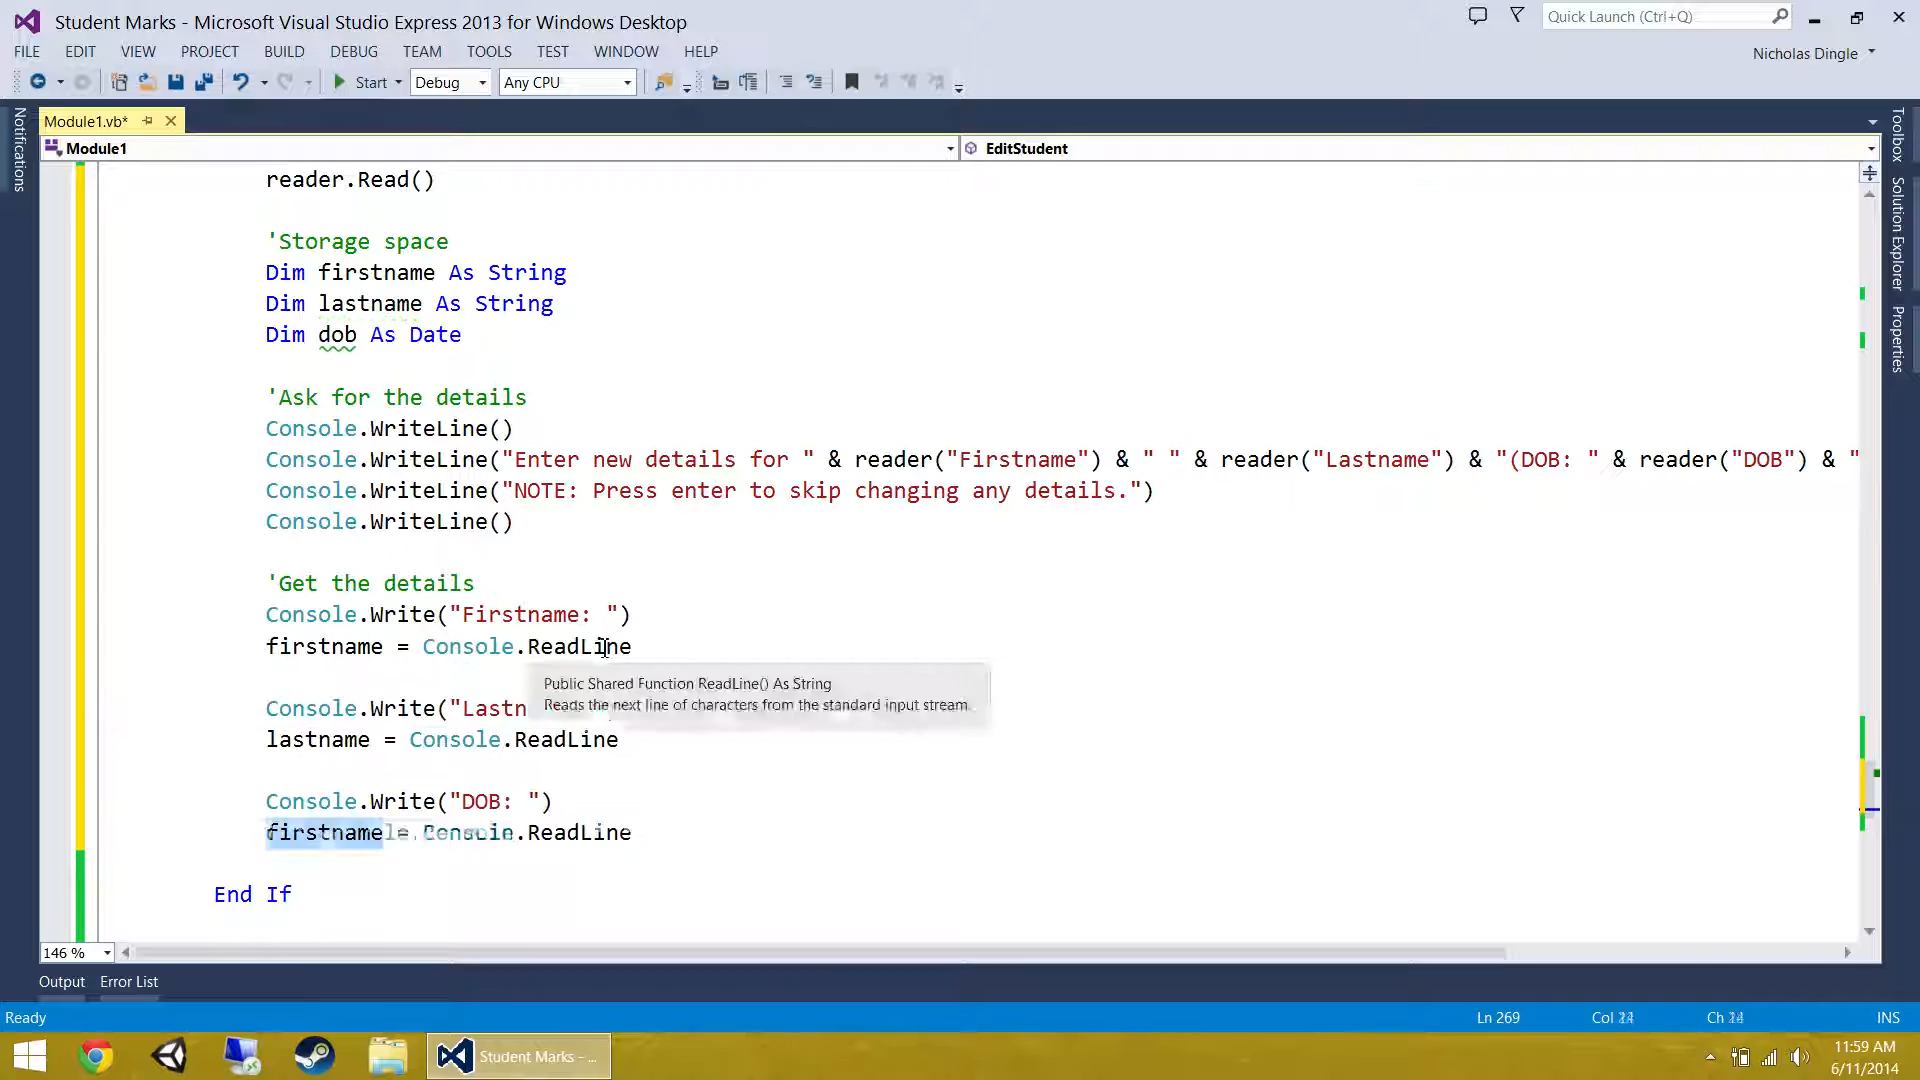 Student Marks - Microsoft Visual Studio Express 2013 for Windows Desktop
Quick Launch (Ctrl+Q)
FILE EDIT VIEW PROJECT BUILD DEBUG TEAM TOOLS TEST WINDOW HELP
Nicholas Dingle
Start Debug Any CPU
Module1.vb*
Module1 EditStudent
Notifications
Toolbox
Solution Explorer
Properties
reader.Read()
'Storage space
Dim firstname As String
Dim lastname As String
Dim dob As Date
'Ask for the details
Console.WriteLine()
Console.WriteLine("Enter new details for " & reader("Firstname") & " " & reader("Lastname") & "(DOB: " & reader("DOB") & "
Console.WriteLine("NOTE: Press enter to skip changing any details.")
Console.WriteLine()
'Get the details
Console.Write("Firstname: ")
firstname = Console.ReadLine
Public Shared Function ReadLine() As String
Reads the next line of characters from the standard input stream.
Console.Write("Lastn
lastname = Console.ReadLine
Console.Write("DOB: ")
firstname = Console.ReadLine
End If
146 %
Output Error List
Ready Ln 269 Col Ch INS
Student Marks - ...
11:59 AM
6/11/2014